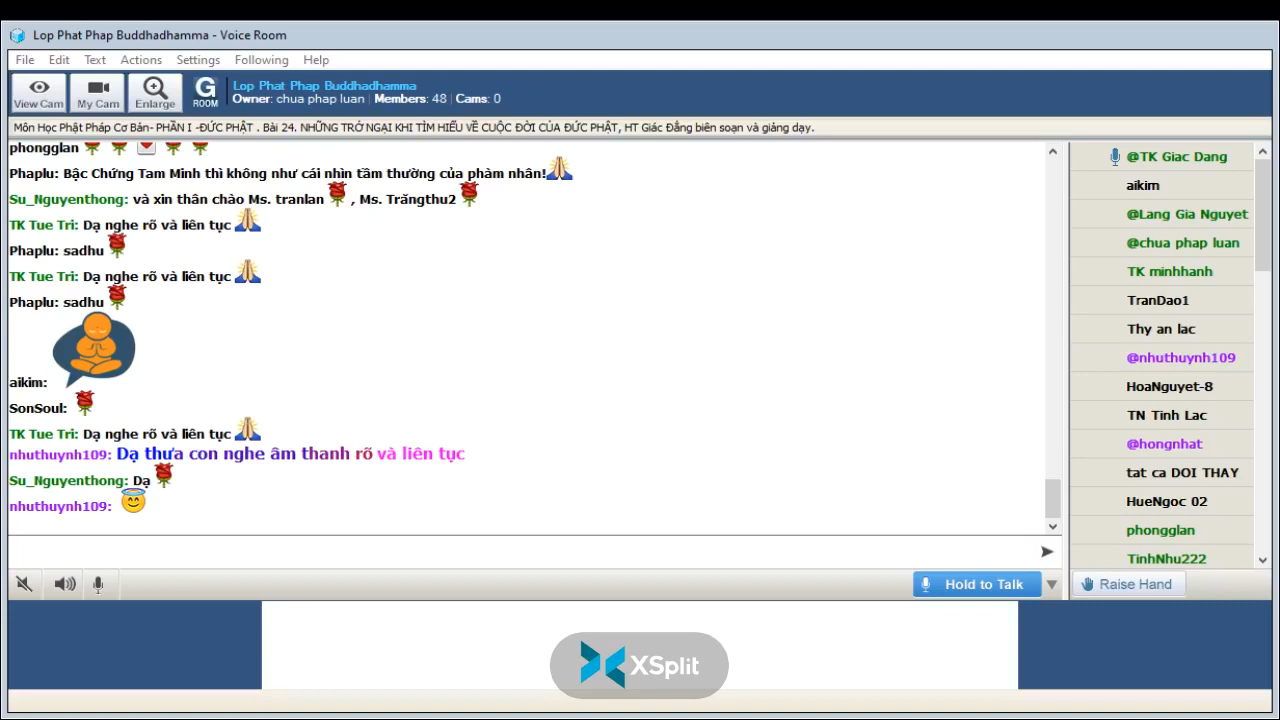 Lop Phat Phap Buddhadhamma - Voice Room
File Edit Text Actions Settings Following Help
View Cam My Cam Enlarge G ROOM
Lop Phat Phap Buddhadhamma
Owner: chua phap luan | Members: 48 | Cams: 0
Môn Học Phật Pháp Cơ Bản- PHẦN I -ĐỨC PHẬT . Bài 24. NHỮNG TRỞ NGẠI KHI TÌM HIỂU VỀ CUỘC ĐỜI CỦA ĐỨC PHẬT, HT Giác Đẳng biên soạn và giảng dạy.
phongglan
Phaplu: Bậc Chứng Tam Minh thì không như cái nhìn tầm thường của phàm nhân!
Su_Nguyenthong: và xin thân chào Ms. tranlan , Ms. Trăngthu2
TK Tue Tri: Dạ nghe rõ và liên tục
Phaplu: sadhu
TK Tue Tri: Dạ nghe rõ và liên tục
Phaplu: sadhu
aikim:
SonSoul:
TK Tue Tri: Dạ nghe rõ và liên tục
nhuthuynh109: Dạ thưa con nghe âm thanh rõ và liên tục
Su_Nguyenthong: Dạ
nhuthuynh109:
@TK Giac Dang
aikim
@Lang Gia Nguyet
@chua phap luan
TK minhhanh
TranDao1
Thy an lac
@nhuthuynh109
HoaNguyet-8
TN Tinh Lac
@hongnhat
tat ca DOI THAY
HueNgoc 02
phongglan
TinhNhu222
Hold to Talk
Raise Hand
XSplit